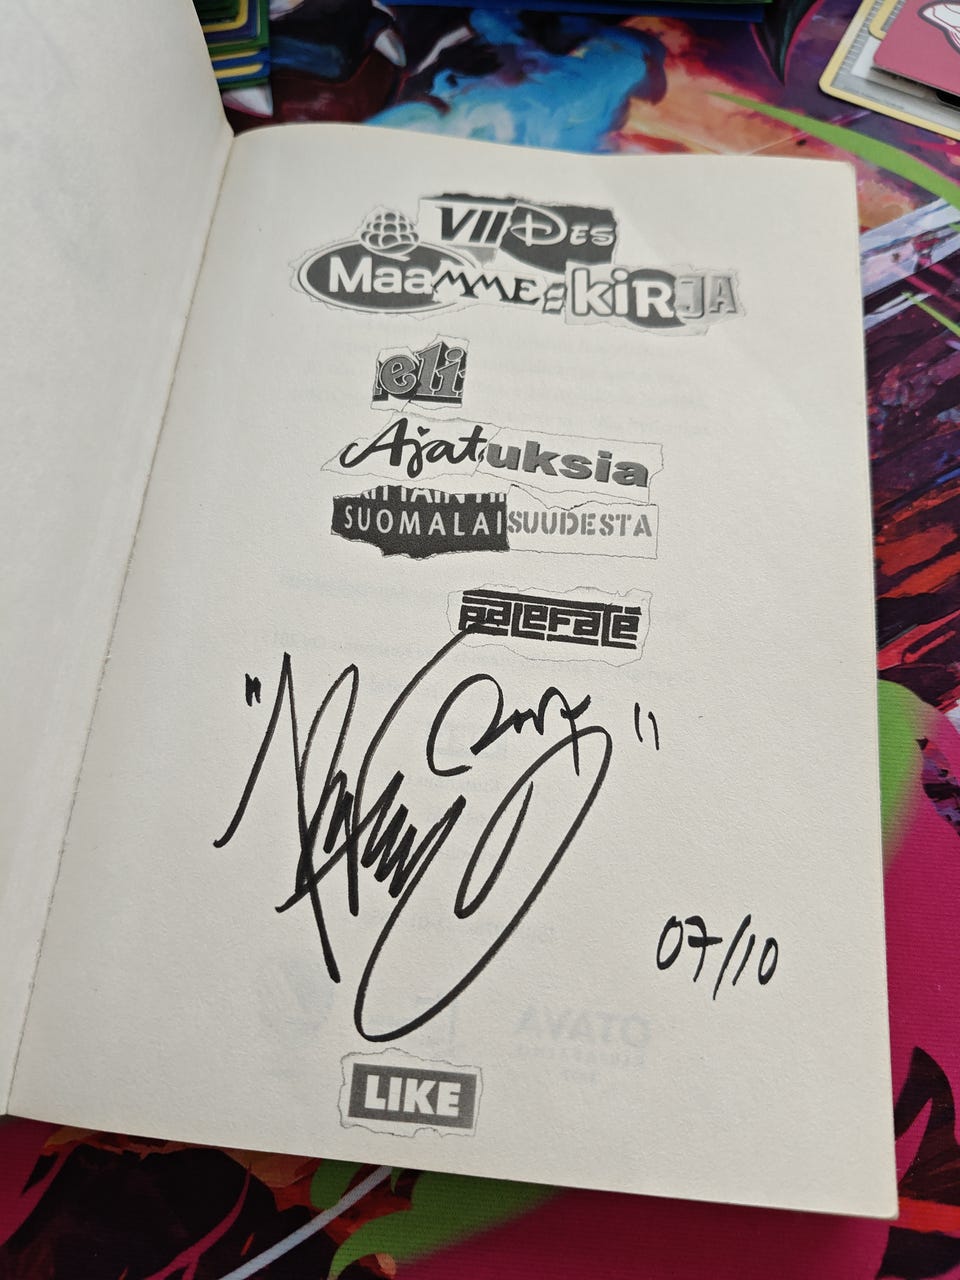 VIIDES
MaaMME=kiRJA
eli
Ajatuksia
SUOMALAISUUDESTA
PALEFACE
" "
07/10
LIKE